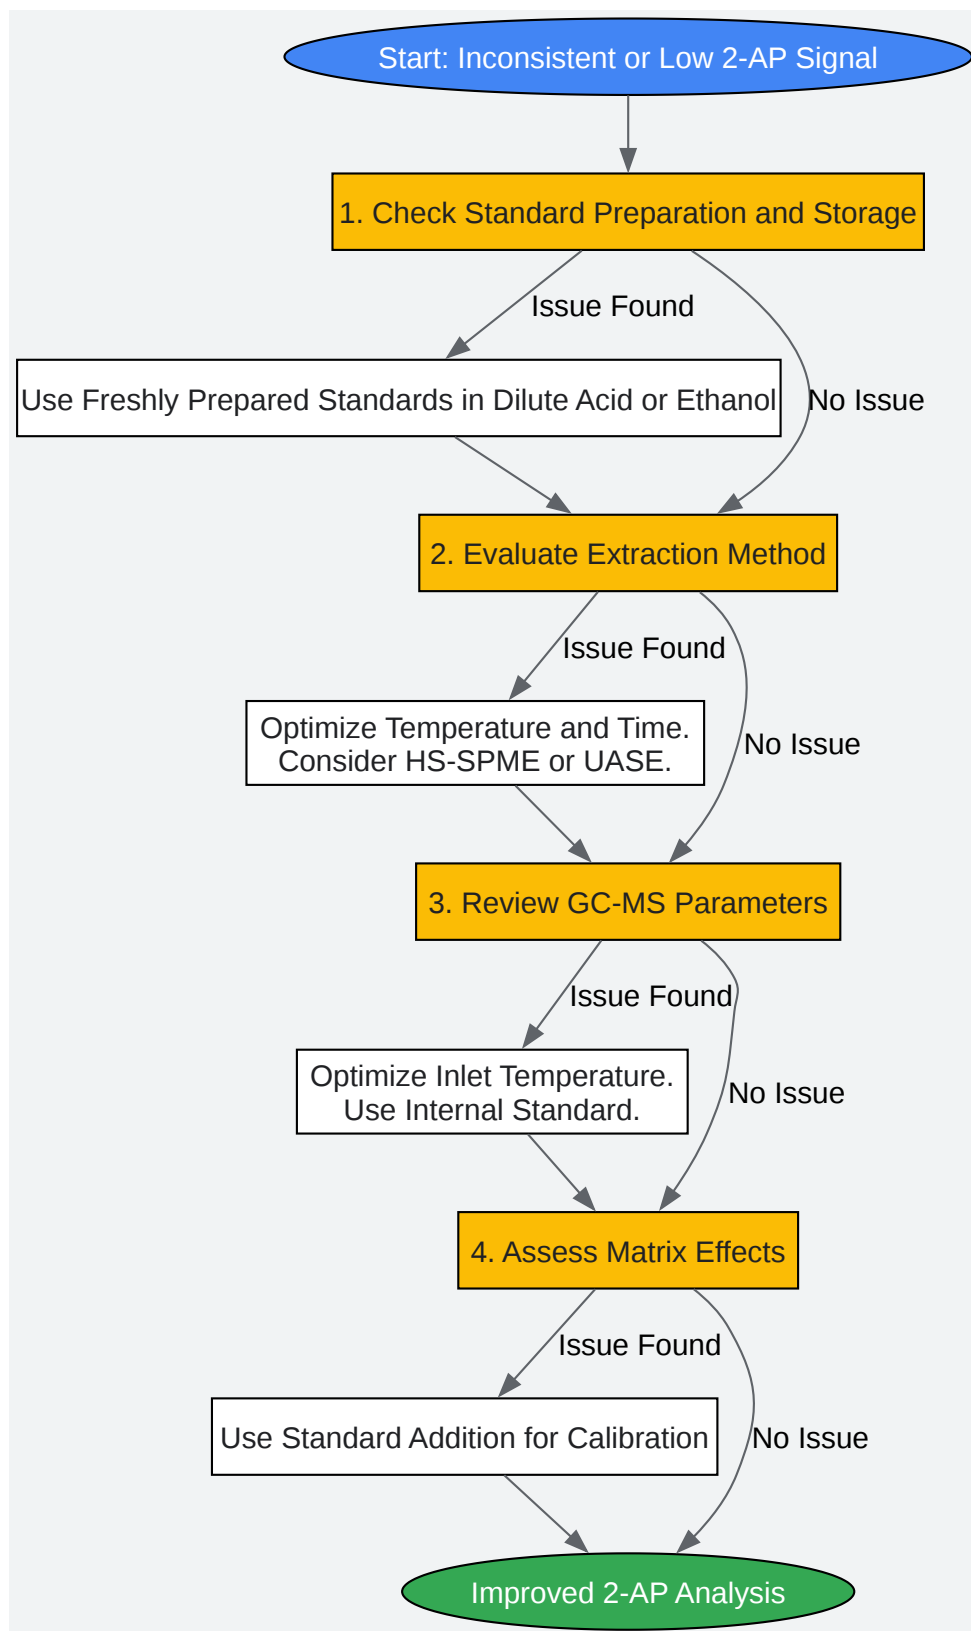 Start: Inconsistent or Low 2-AP Signal
1. Check Standard Preparation and Storage
Issue Found
Use Freshly Prepared Standards in Dilute Acid or Ethanol
No Issue
2. Evaluate Extraction Method
Issue Found
Optimize Temperature and Time.
Consider HS-SPME or UASE.
No Issue
3. Review GC-MS Parameters
Issue Found
Optimize Inlet Temperature.
Use Internal Standard.
No Issue
4. Assess Matrix Effects
Issue Found
Use Standard Addition for Calibration
No Issue
Improved 2-AP Analysis